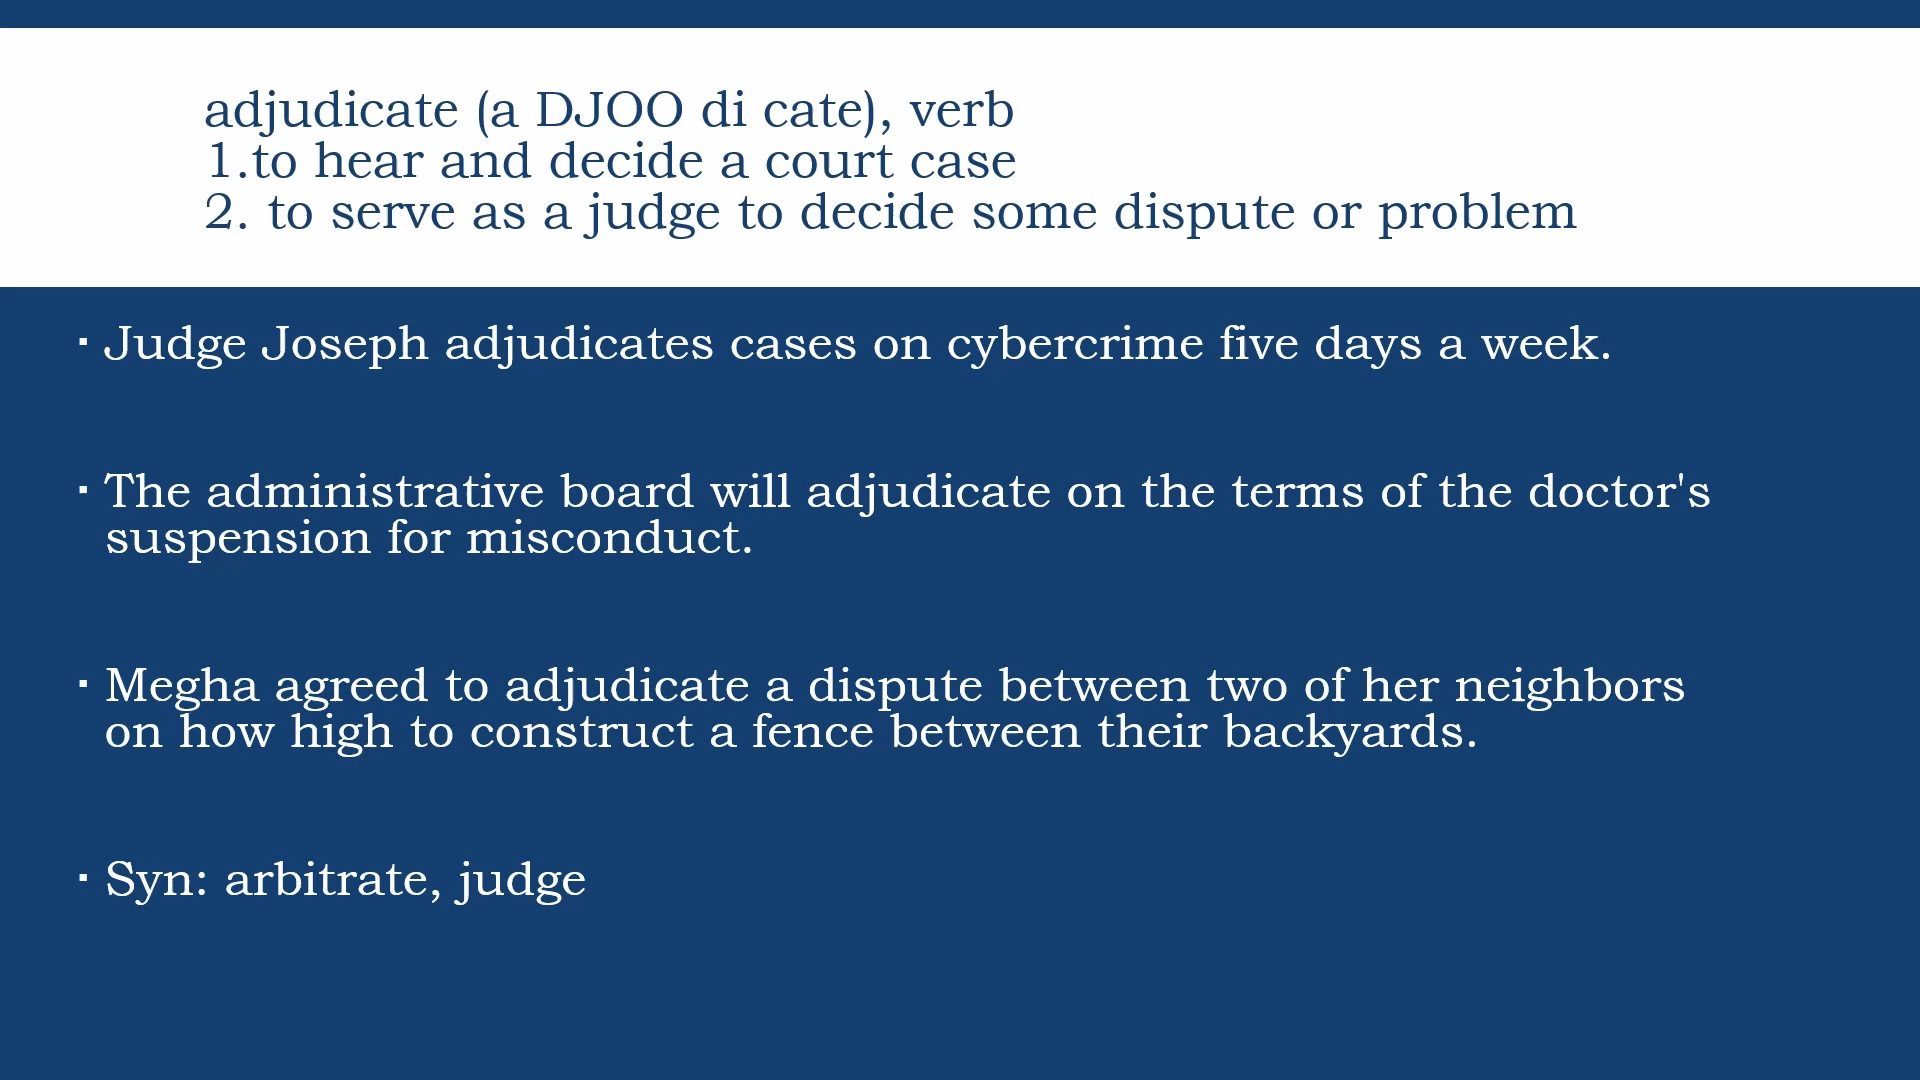 adjudicate (a DJOO di cate), verb
1.to hear and decide a court case
2. to serve as a judge to decide some dispute or problem
▪ Judge Joseph adjudicates cases on cybercrime five days a week.
▪ The administrative board will adjudicate on the terms of the doctor's
suspension for misconduct.
▪ Megha agreed to adjudicate a dispute between two of her neighbors
on how high to construct a fence between their backyards.
▪ Syn: arbitrate, judge